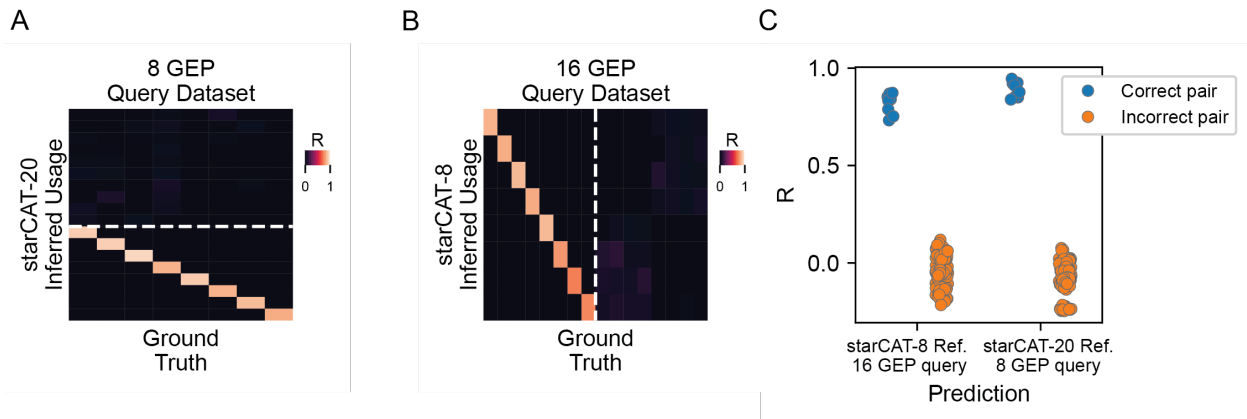 A
8 GEP
Query Dataset
starCAT-20
Inferred Usage
R
0 1
Ground
Truth
B
16 GEP
Query Dataset
starCAT-8
Inferred Usage
R
0 1
Ground
Truth
C
1.0
0.5
0.0
R
Correct pair
Incorrect pair
starCAT-8 Ref.
16 GEP query
starCAT-20 Ref.
8 GEP query
Prediction